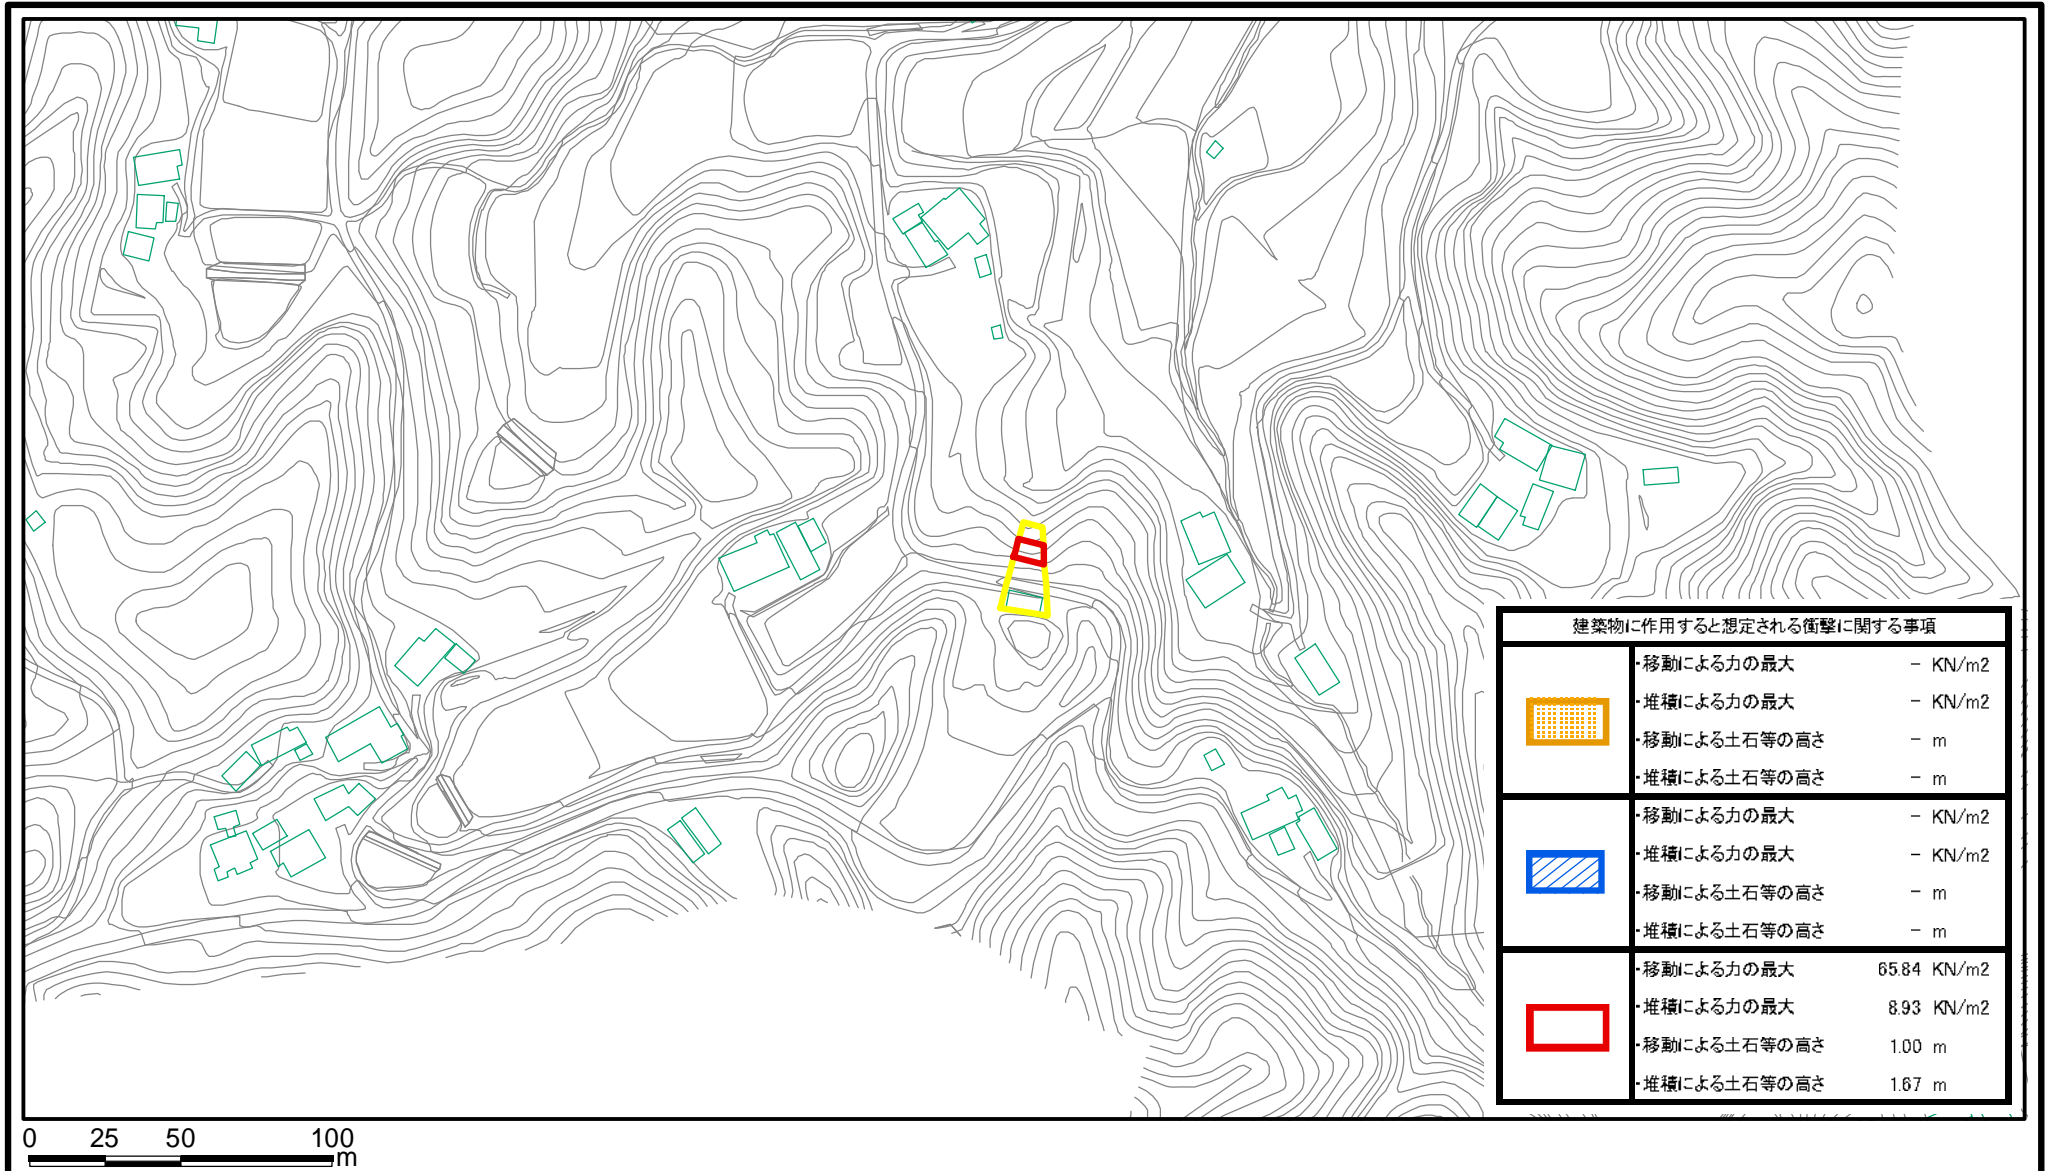 建築物に作用すると想定される衝撃に関する事項
・移動による力の最大 － KN/m2
・堆積による力の最大 － KN/m2
・移動による土石等の高さ － m
・堆積による土石等の高さ － m
・移動による力の最大 － KN/m2
・堆積による力の最大 － KN/m2
・移動による土石等の高さ － m
・堆積による土石等の高さ － m
・移動による力の最大 65.84 KN/m2
・堆積による力の最大 8.93 KN/m2
・移動による土石等の高さ 1.00 m
・堆積による土石等の高さ 1.67 m
0 25 50 100
m